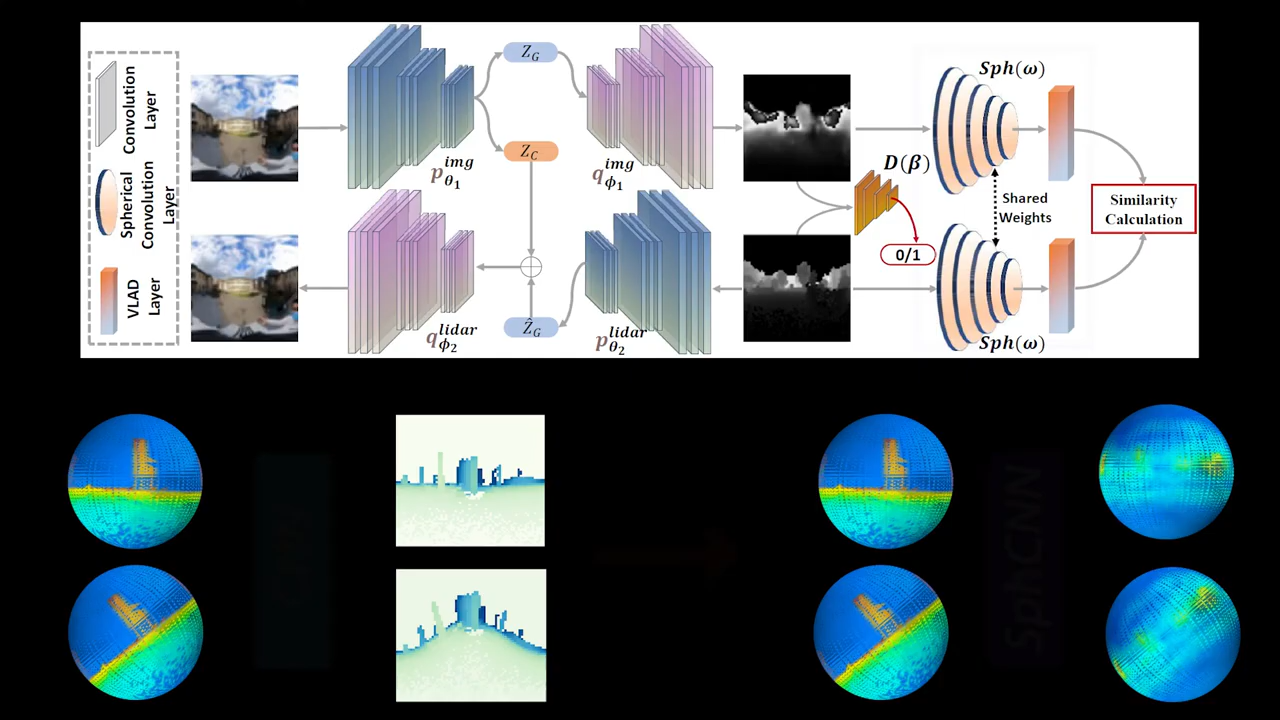 Convolution
Layer
Spherical
Convolution
Layer
VLAD
Layer
Z_G
Z_C
Ẑ_G
p_θ₁^img
q_ϕ₁^img
q_ϕ₂^lidar
p_θ₂^lidar
D(β)
0/1
Sph(ω)
Shared
Weights
Sph(ω)
Similarity
Calculation
SphCNN